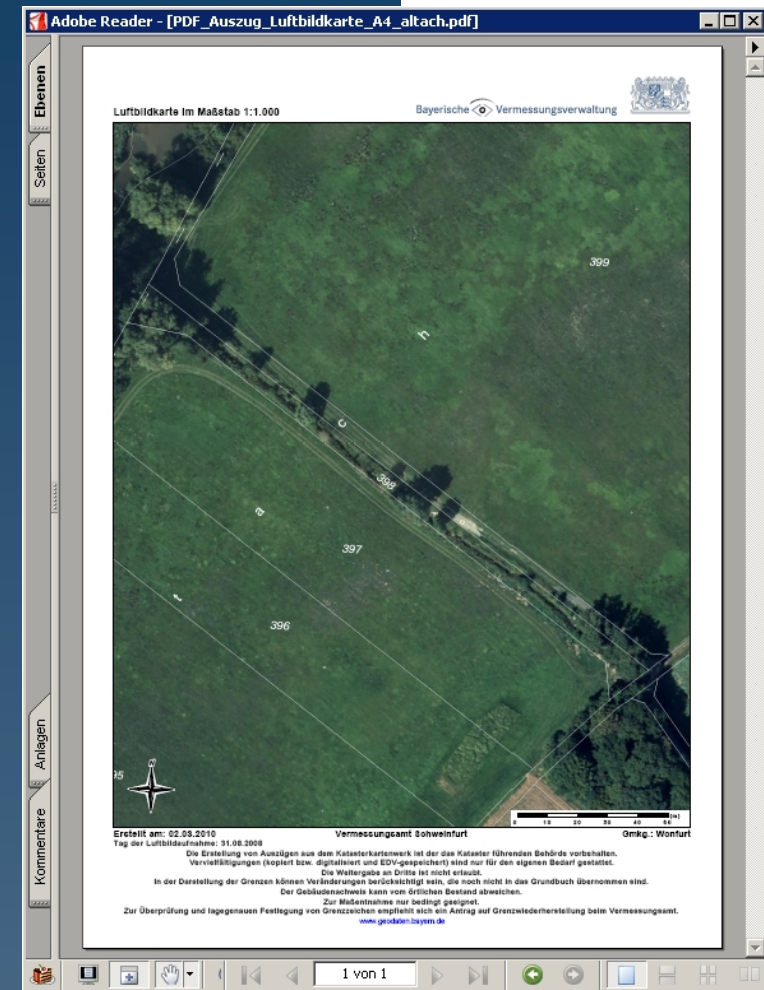 Adobe Reader - [PDF_Auszug_Luftbildkarte_A4_altach.pdf]
Ebenen
Seiten
Anlagen
Kommentare
Luftbildkarte im Maßstab 1:1.000
Bayerische Vermessungsverwaltung
399
h
c
398
a
397
t
396
95
N
[m]
0 10 20 30 40 50
Erstellt am: 02.03.2010 Vermessungsamt Schweinfurt Gmkg.: Wonfurt
Tag der Luftbildaufnahme: 31.08.2008
Die Erstellung von Auszügen aus dem Katasterkartenwerk ist der das Kataster führenden Behörde vorbehalten.
Vervielfältigungen (kopiert bzw. digitalisiert und EDV-gespeichert) sind nur für den eigenen Bedarf gestattet.
Die Weitergabe an Dritte ist nicht erlaubt.
In der Darstellung der Grenzen können Veränderungen berücksichtigt sein, die noch nicht in das Grundbuch übernommen sind.
Der Gebäudenachweis kann vom örtlichen Bestand abweichen.
Zur Maßentnahme nur bedingt geeignet.
Zur Überprüfung und lagegenauen Festlegung von Grenzzeichen empfiehlt sich ein Antrag auf Grenzwiederherstellung beim Vermessungsamt.
www.geodaten.bayern.de
1 von 1